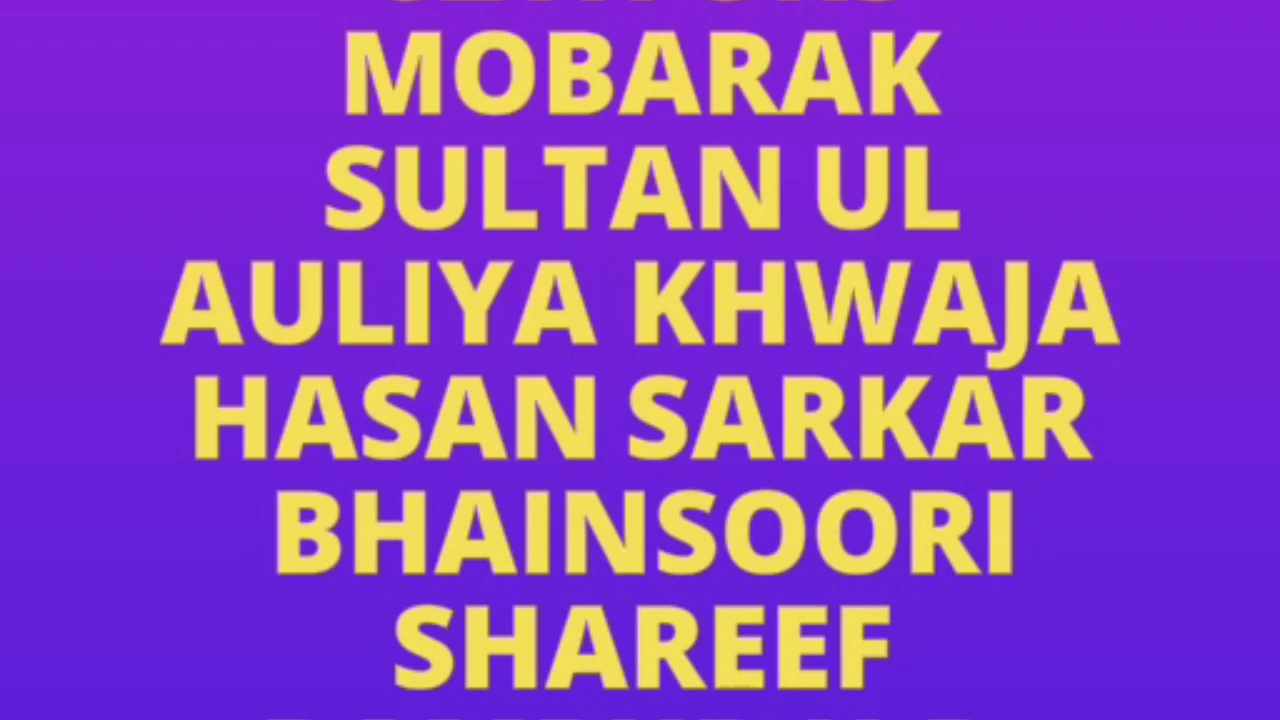 MOBARAK
SULTAN UL
AULIYA KHWAJA
HASAN SARKAR
BHAINSOORI
SHAREEF